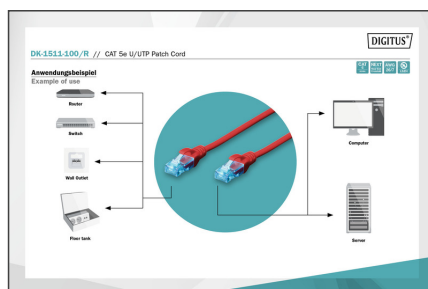 DIGITUS®
DK-1511-100/R // CAT 5e U/UTP Patch Cord
Anwendungsbeispiel
Example of use
Router
Switch
Wall Outlet
Floor tank
Computer
Server